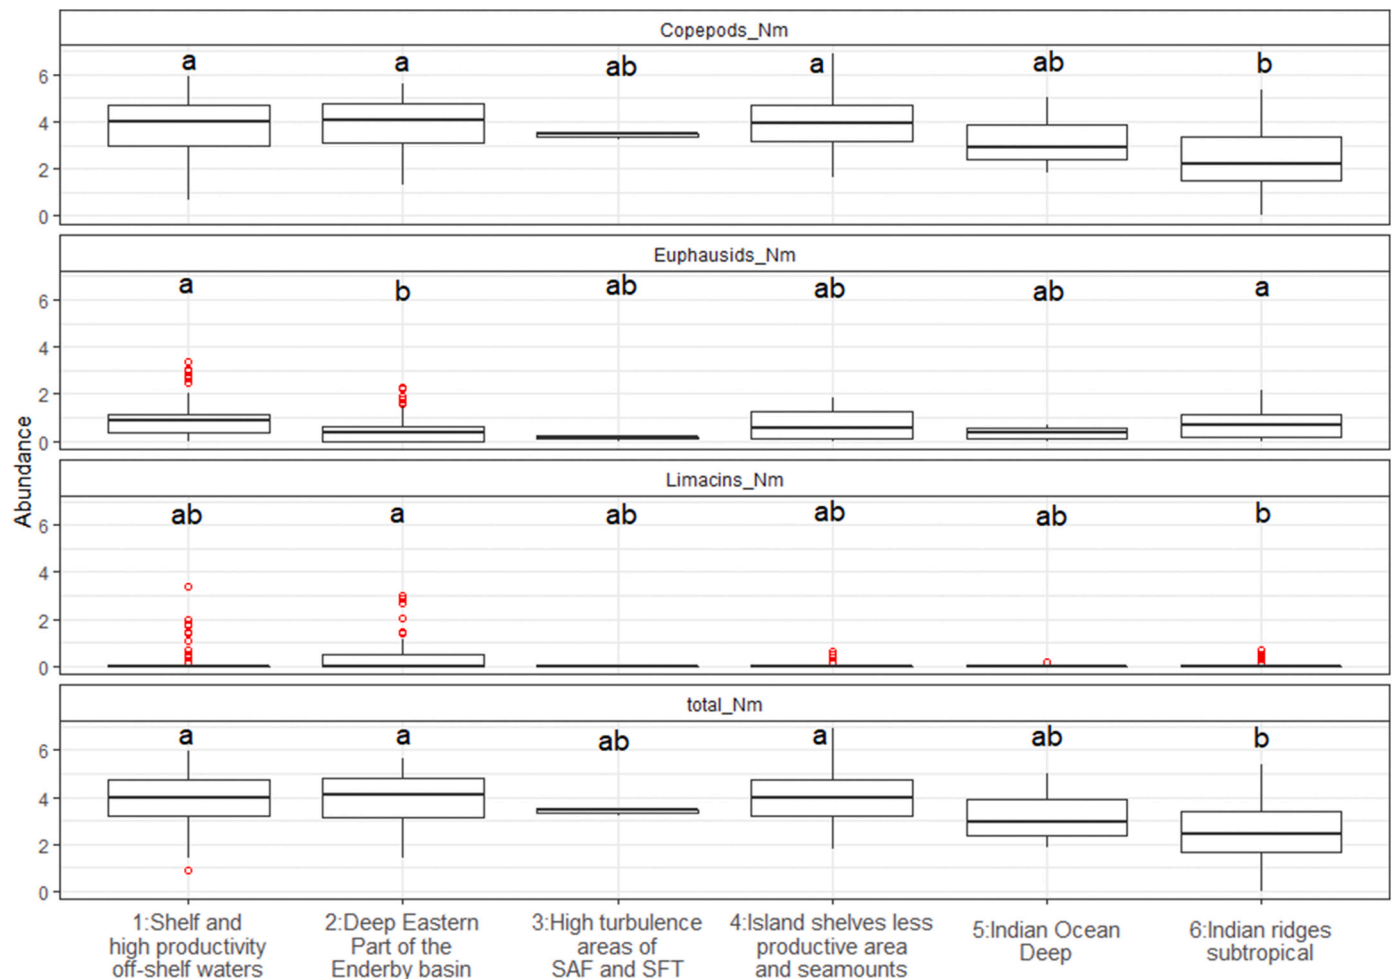 Copepods_Nm
a a ab a ab b
6
4
2
0
Euphausids_Nm
a b ab ab ab a
6
4
2
0
Limacins_Nm
ab a ab ab ab b
6
4
2
0
total_Nm
a a ab a ab b
6
4
2
0
Abundance
1:Shelf and
high productivity
off-shelf waters
2:Deep Eastern
Part of the
Enderby basin
3:High turbulence
areas of
SAF and SFT
4:Island shelves less
productive area
and seamounts
5:Indian Ocean
Deep
6:Indian ridges
subtropical